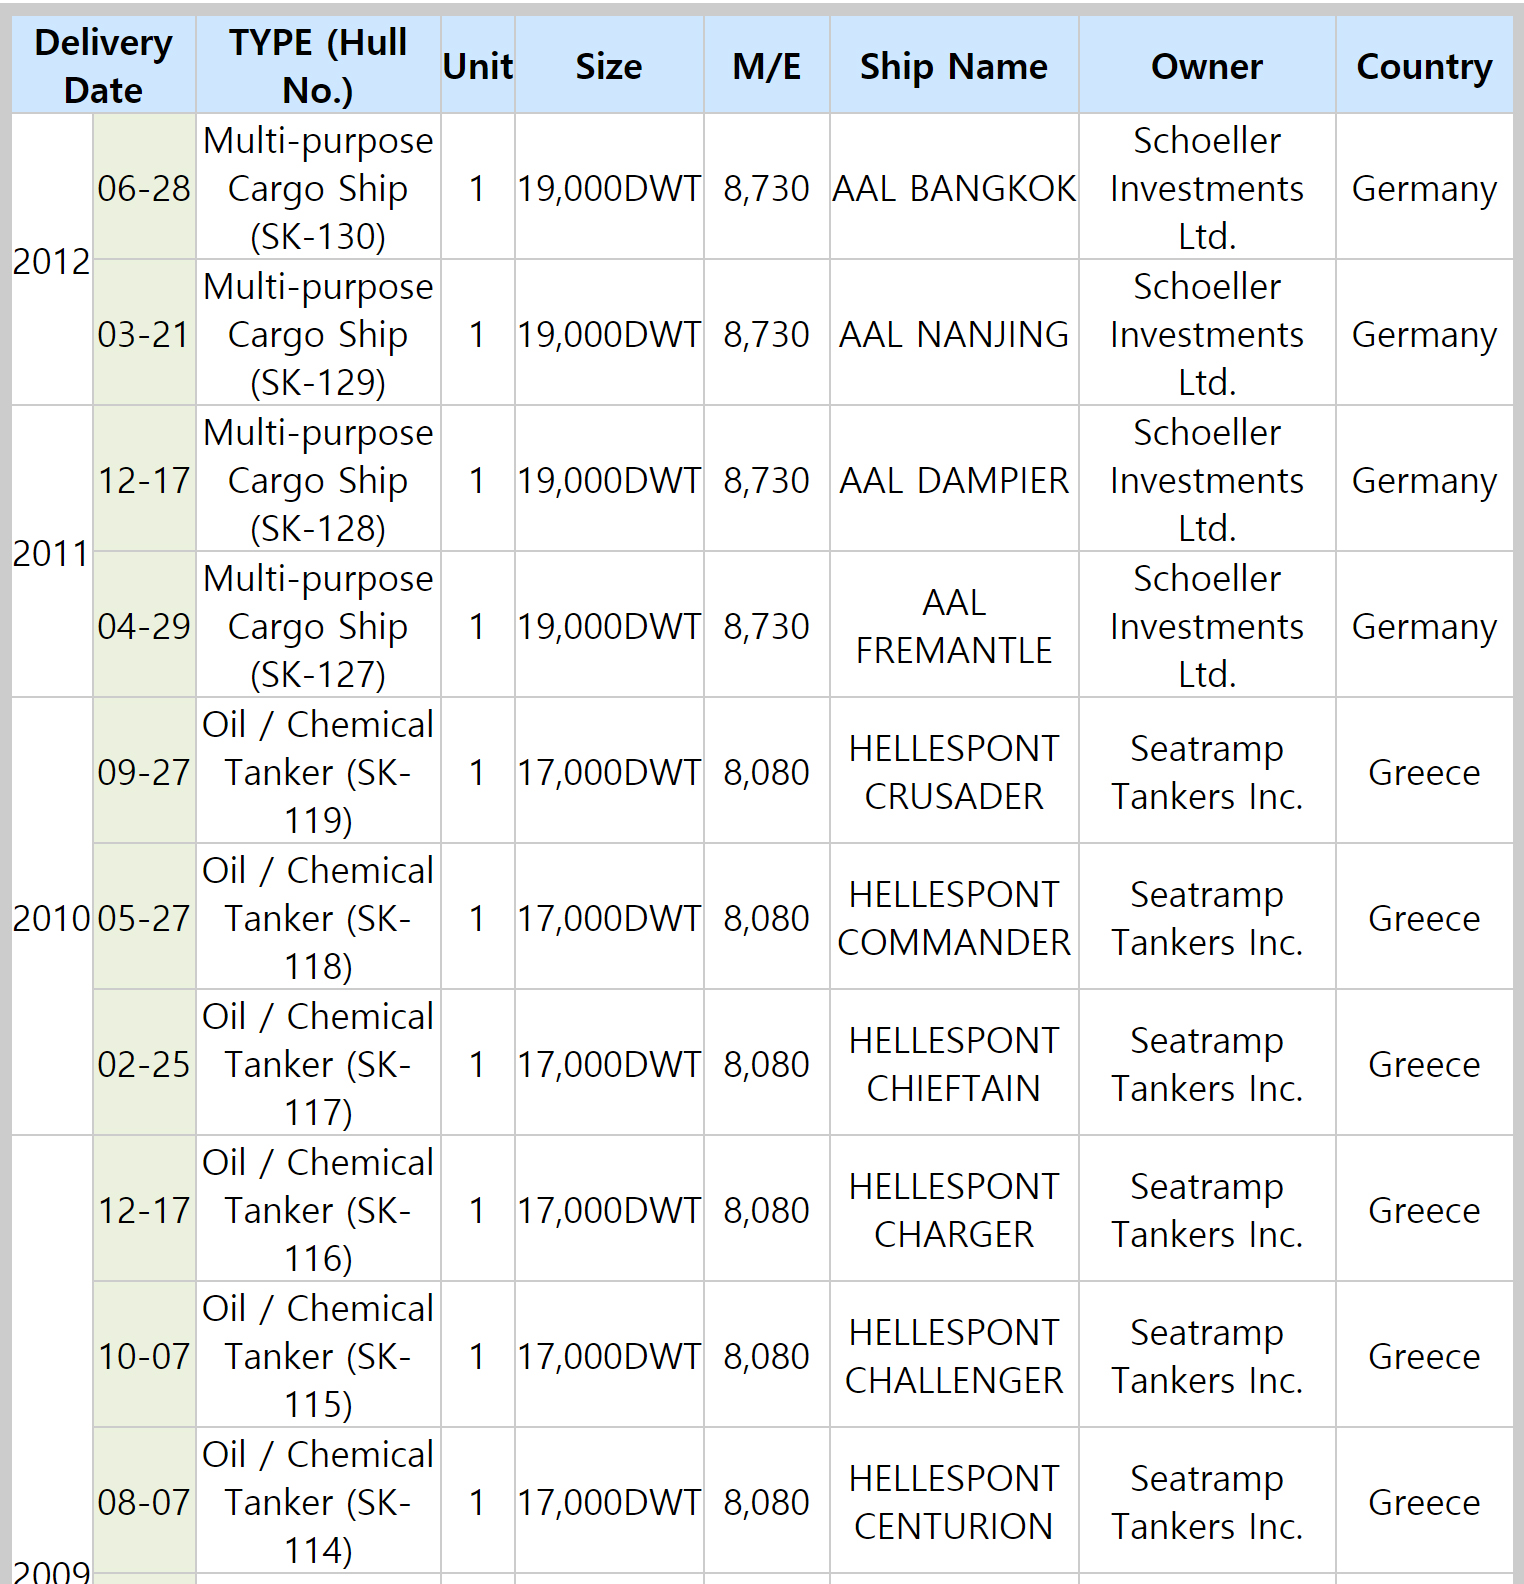 Delivery Date	TYPE (Hull No.)	Unit	Size	M/E	Ship Name	Owner	Country
2012	06-28	Multi-purpose Cargo Ship (SK-130)	1	19,000DWT	8,730	AAL BANGKOK	Schoeller Investments Ltd.	Germany
03-21	Multi-purpose Cargo Ship (SK-129)	1	19,000DWT	8,730	AAL NANJING	Schoeller Investments Ltd.	Germany
2011	12-17	Multi-purpose Cargo Ship (SK-128)	1	19,000DWT	8,730	AAL DAMPIER	Schoeller Investments Ltd.	Germany
04-29	Multi-purpose Cargo Ship (SK-127)	1	19,000DWT	8,730	AAL FREMANTLE	Schoeller Investments Ltd.	Germany
2010	09-27	Oil / Chemical Tanker (SK-119)	1	17,000DWT	8,080	HELLESPONT CRUSADER	Seatramp Tankers Inc.	Greece
05-27	Oil / Chemical Tanker (SK-118)	1	17,000DWT	8,080	HELLESPONT COMMANDER	Seatramp Tankers Inc.	Greece
02-25	Oil / Chemical Tanker (SK-117)	1	17,000DWT	8,080	HELLESPONT CHIEFTAIN	Seatramp Tankers Inc.	Greece
2009	12-17	Oil / Chemical Tanker (SK-116)	1	17,000DWT	8,080	HELLESPONT CHARGER	Seatramp Tankers Inc.	Greece
10-07	Oil / Chemical Tanker (SK-115)	1	17,000DWT	8,080	HELLESPONT CHALLENGER	Seatramp Tankers Inc.	Greece
08-07	Oil / Chemical Tanker (SK-114)	1	17,000DWT	8,080	HELLESPONT CENTURION	Seatramp Tankers Inc.	Greece